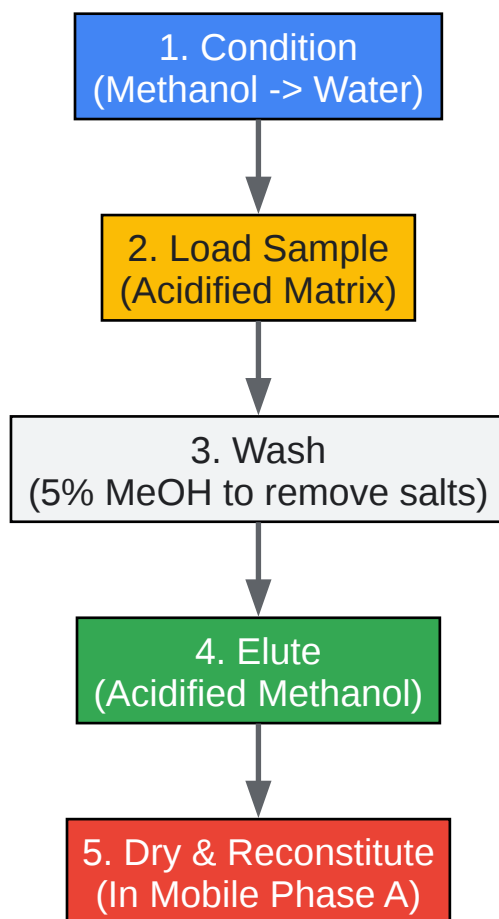 1. Condition
(Methanol -> Water)
2. Load Sample
(Acidified Matrix)
3. Wash
(5% MeOH to remove salts)
4. Elute
(Acidified Methanol)
5. Dry & Reconstitute
(In Mobile Phase A)